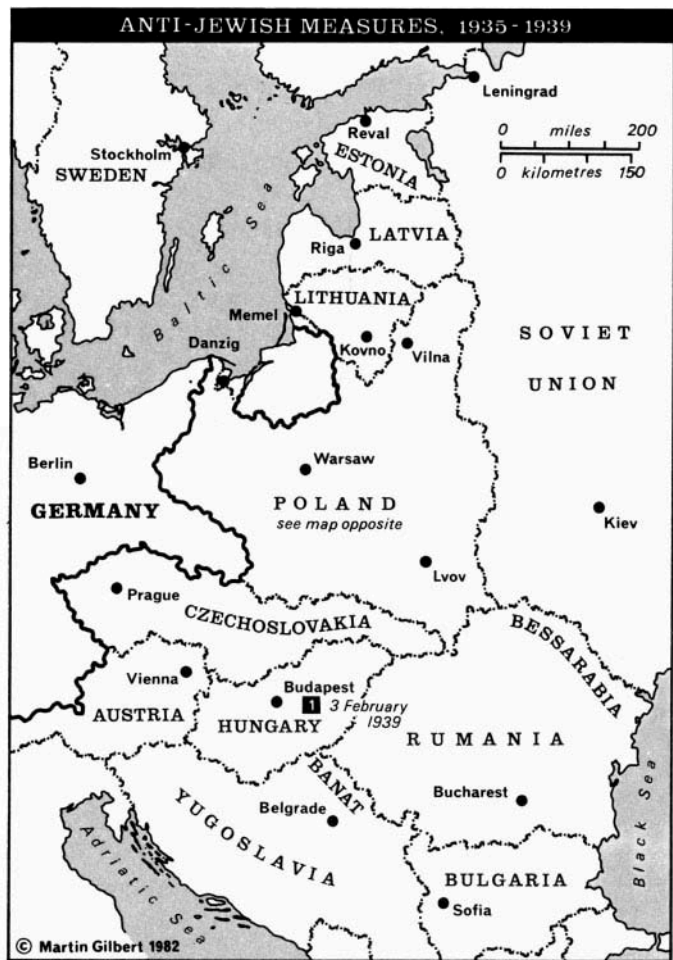 ANTI-JEWISH MEASURES, 1935-1939
Leningrad
Reval
0 miles 200
0 kilometres 150
ESTONIA
Stockholm
SWEDEN
Baltic Sea
Riga
LATVIA
LITHUANIA
Memel
Kovno
Vilna
SOVIET
UNION
Danzig
Berlin
Warsaw
GERMANY
POLAND
see map opposite
Kiev
Lvov
Prague
CZECHOSLOVAKIA
BESSARABIA
Vienna
Budapest
1 3 February
1939
AUSTRIA
HUNGARY
RUMANIA
BANAT
Bucharest
Belgrade
YUGOSLAVIA
Black Sea
Adriatic Sea
BULGARIA
Sofia
© Martin Gilbert 1982